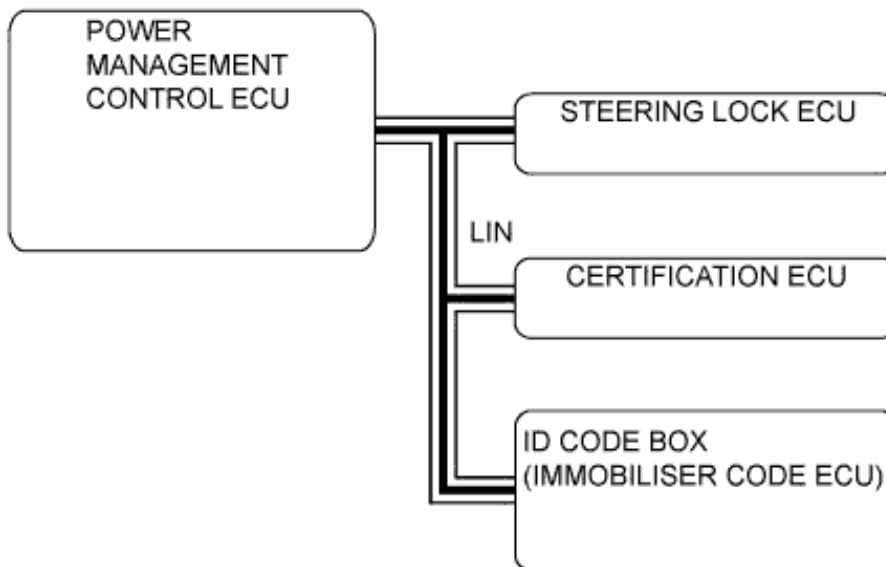 POWER
MANAGEMENT
CONTROL ECU
STEERING LOCK ECU
LIN
CERTIFICATION ECU
ID CODE BOX
(IMMOBILISER CODE ECU)